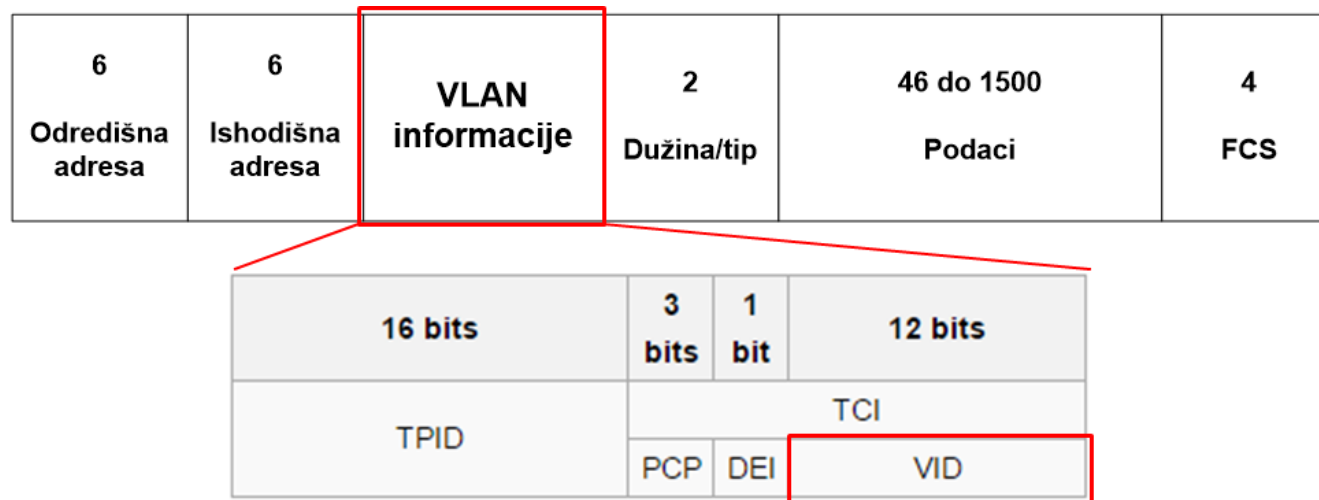 6
Odredišna
adresa
6
Ishodišna
adresa
VLAN
informacije
2
Dužina/tip
46 do 1500
Podaci
4
FCS
16 bits
3
bits
1
bit
12 bits
TPID
TCI
PCP
DEI
VID